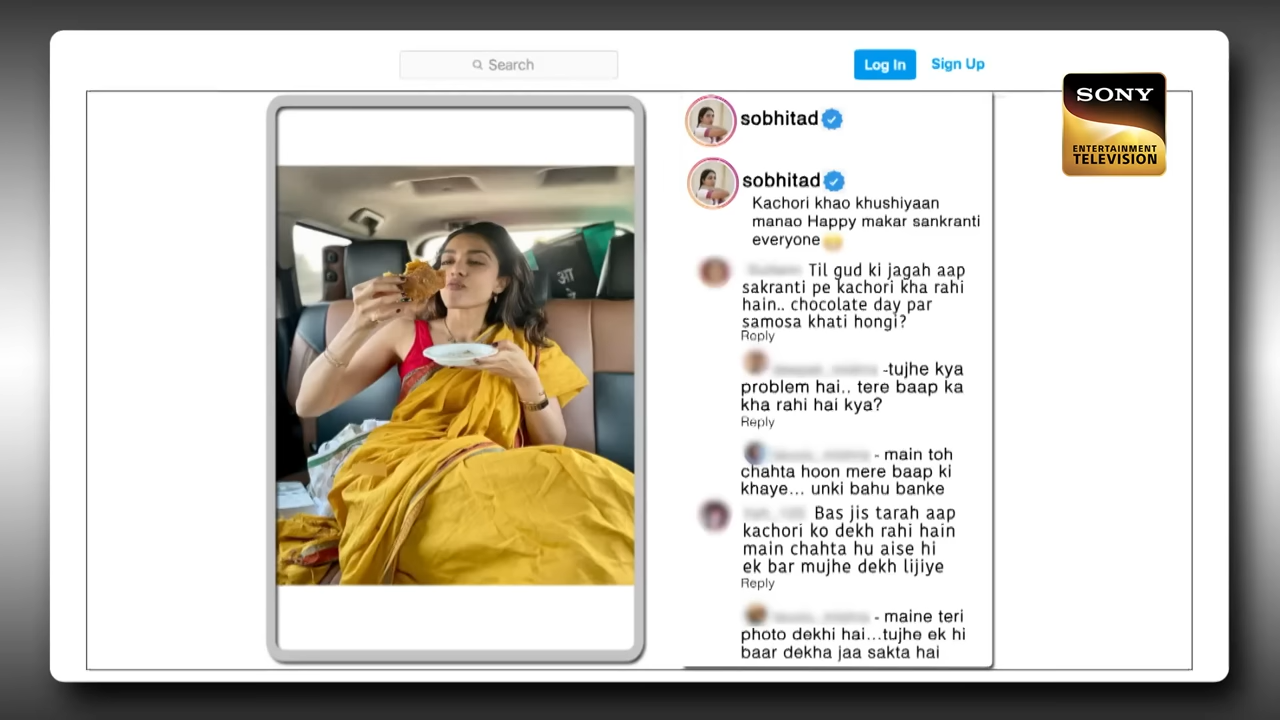 Search
Log In
Sign Up
SONY
ENTERTAINMENT
TELEVISION
sobhitad
sobhitad
Kachori khao khushiyaan
manao Happy makar sankranti
everyone
Til gud ki jagah aap
sakranti pe kachori kha rahi
hain.. chocolate day par
samosa khati hongi?
Reply
-tujhe kya
problem hai.. tere baap ka
kha rahi hai kya?
Reply
- main toh
chahta hoon mere baap ki
khaye... unki bahu banke
Bas jis tarah aap
kachori ko dekh rahi hain
main chahta hu aise hi
ek bar mujhe dekh lijiye
Reply
- maine teri
photo dekhi hai...tujhe ek hi
baar dekha jaa sakta hai
आ